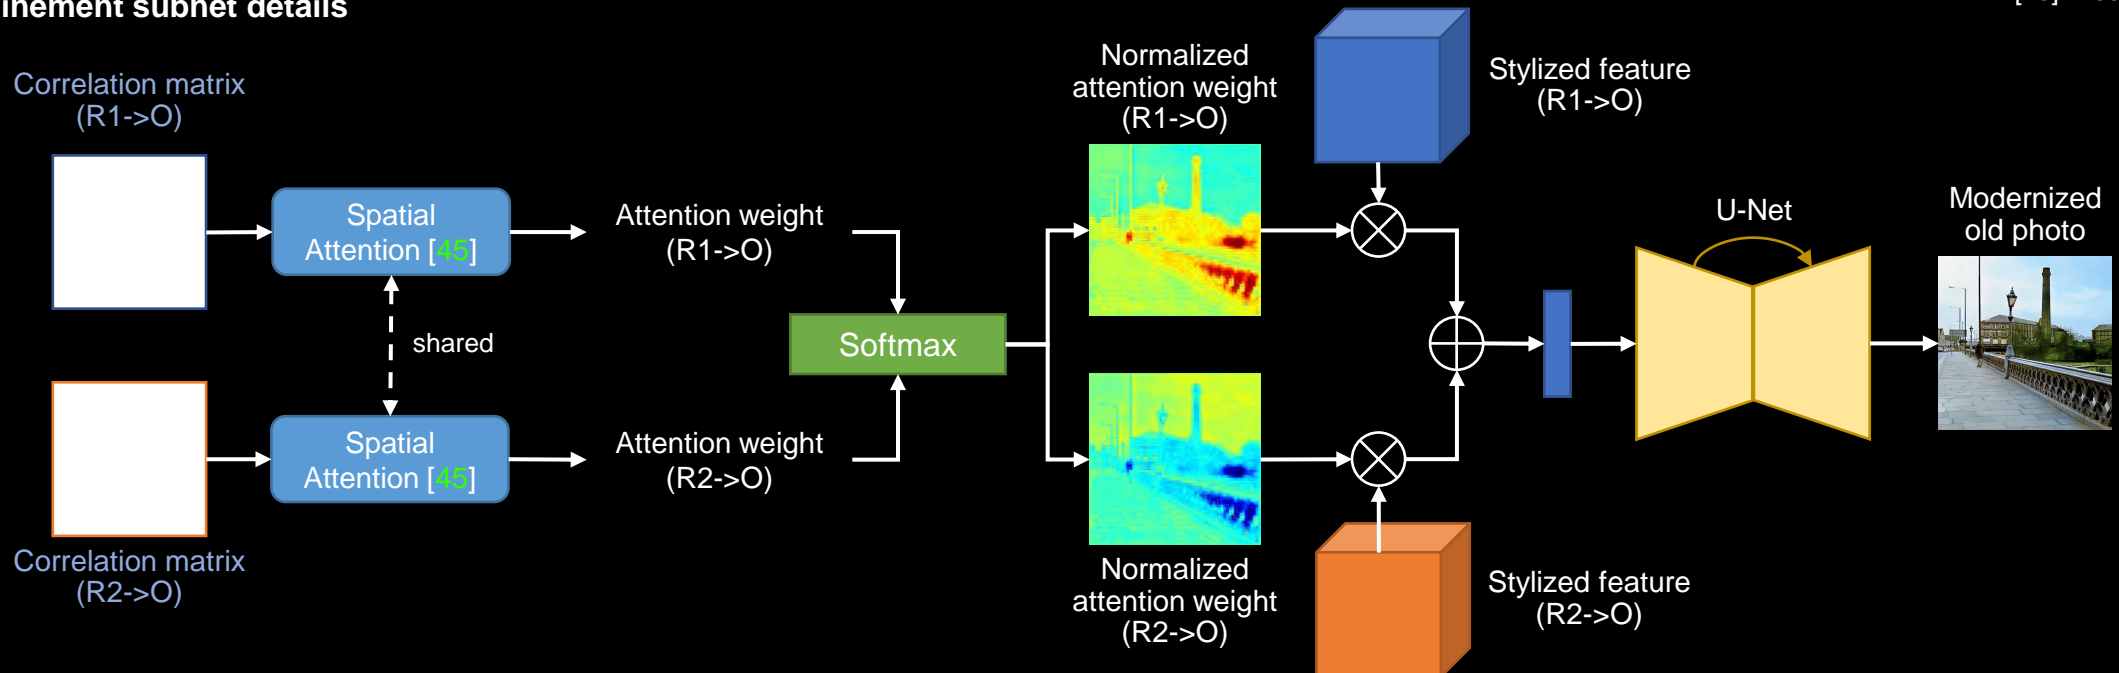 inement subnet details
Correlation matrix
(R1->O)
Spatial
Attention [45]
Attention weight
(R1->O)
Normalized
attention weight
(R1->O)
Stylized feature
(R1->O)
shared
Softmax
U-Net
Modernized
old photo
Spatial
Attention [45]
Attention weight
(R2->O)
Correlation matrix
(R2->O)
Normalized
attention weight
(R2->O)
Stylized feature
(R2->O)